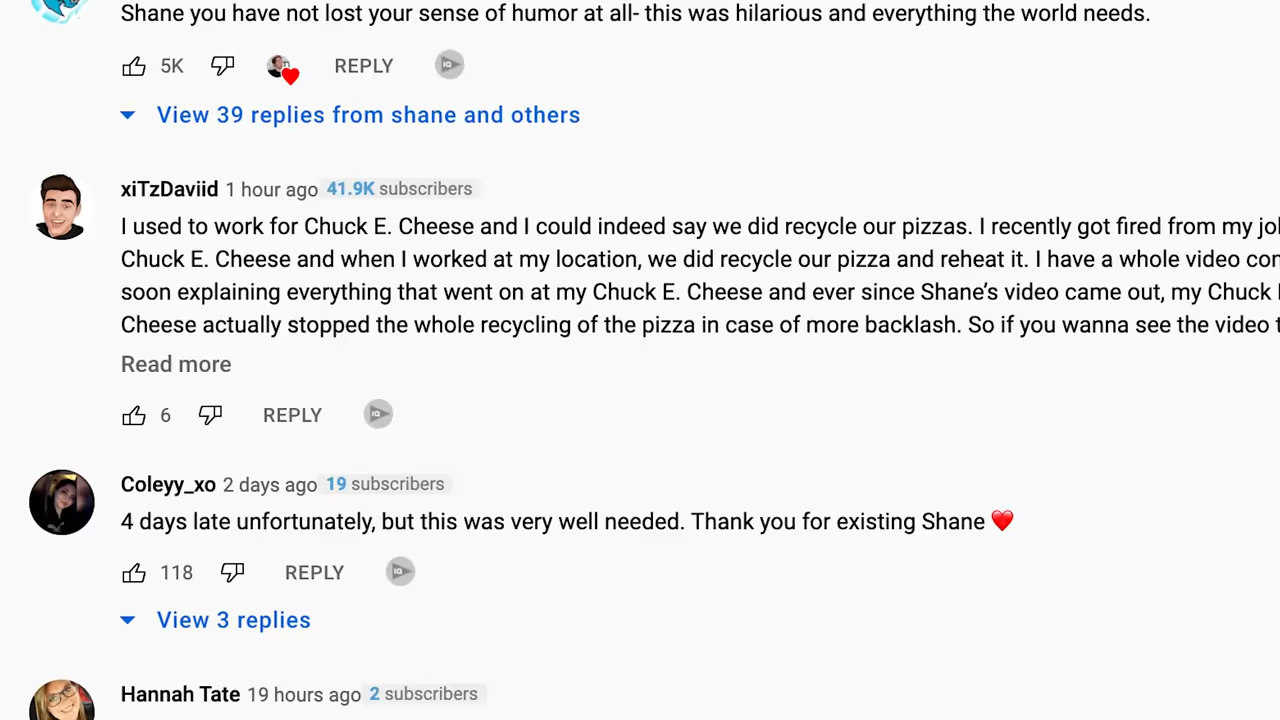 Shane you have not lost your sense of humor at all- this was hilarious and everything the world needs.
5K REPLY
View 39 replies from shane and others
xiTzDaviid 1 hour ago 41.9K subscribers
I used to work for Chuck E. Cheese and I could indeed say we did recycle our pizzas. I recently got fired from my
Chuck E. Cheese and when I worked at my location, we did recycle our pizza and reheat it. I have a whole video
soon explaining everything that went on at my Chuck E. Cheese and ever since Shane's video came out, my Chuck
Cheese actually stopped the whole recycling of the pizza in case of more backlash. So if you wanna see the video
Read more
6 REPLY
Coleyy_xo 2 days ago 19 subscribers
4 days late unfortunately, but this was very well needed. Thank you for existing Shane ❤️
118 REPLY
View 3 replies
Hannah Tate 19 hours ago 2 subscribers